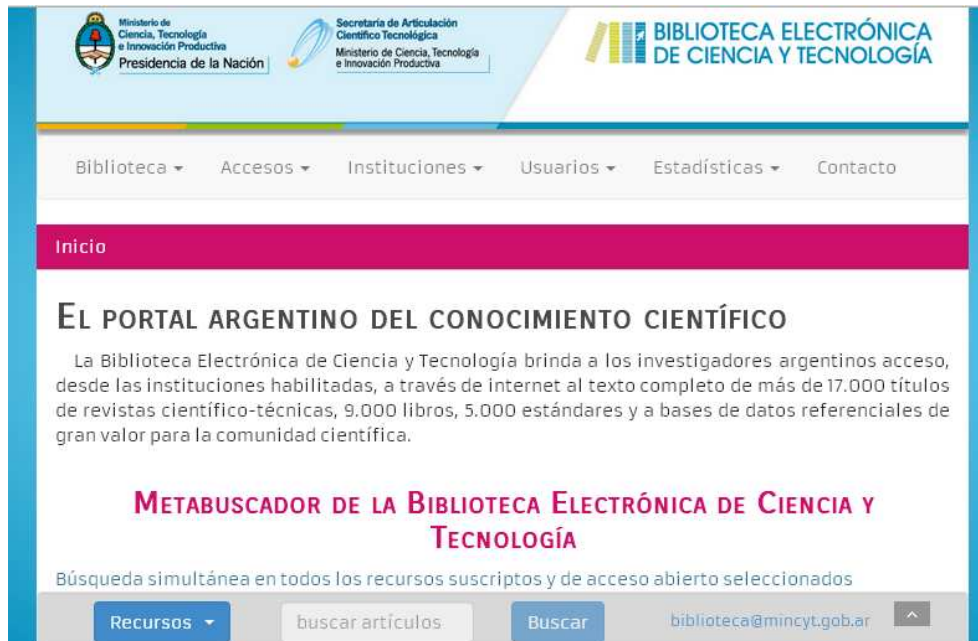 Ministerio de
Ciencia, Tecnología
e Innovación Productiva
Presidencia de la Nación
Secretaría de Articulación
Científico Tecnológica
Ministerio de Ciencia, Tecnología
e Innovación Productiva
BIBLIOTECA ELECTRÓNICA
DE CIENCIA Y TECNOLOGÍA
Biblioteca Accesos Instituciones Usuarios Estadísticas Contacto
Inicio
EL PORTAL ARGENTINO DEL CONOCIMIENTO CIENTÍFICO
La Biblioteca Electrónica de Ciencia y Tecnología brinda a los investigadores argentinos acceso,
desde las instituciones habilitadas, a través de internet al texto completo de más de 17.000 títulos
de revistas científico-técnicas, 9.000 libros, 5.000 estándares y a bases de datos referenciales de
gran valor para la comunidad científica.
METABUSCADOR DE LA BIBLIOTECA ELECTRÓNICA DE CIENCIA Y
TECNOLOGÍA
Búsqueda simultánea en todos los recursos suscriptos y de acceso abierto seleccionados
Recursos buscar artículos Buscar biblioteca@mincyt.gob.ar